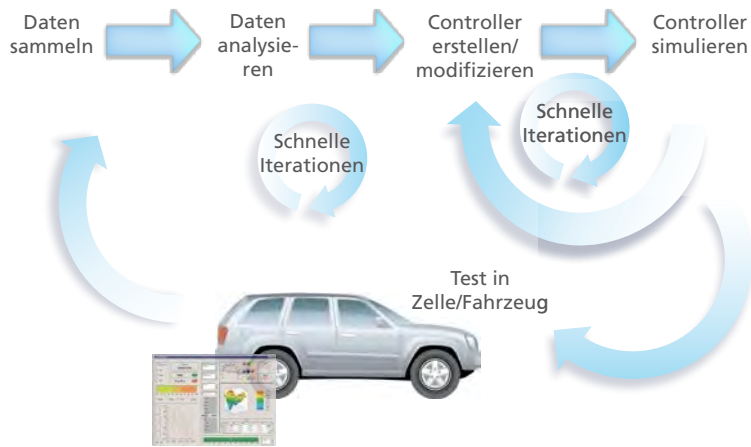 Daten
sammeln
Daten
analysie-
ren
Controller
erstellen/
modifizieren
Controller
simulieren
Schnelle
Iterationen
Schnelle
Iterationen
Test in
Zelle/Fahrzeug